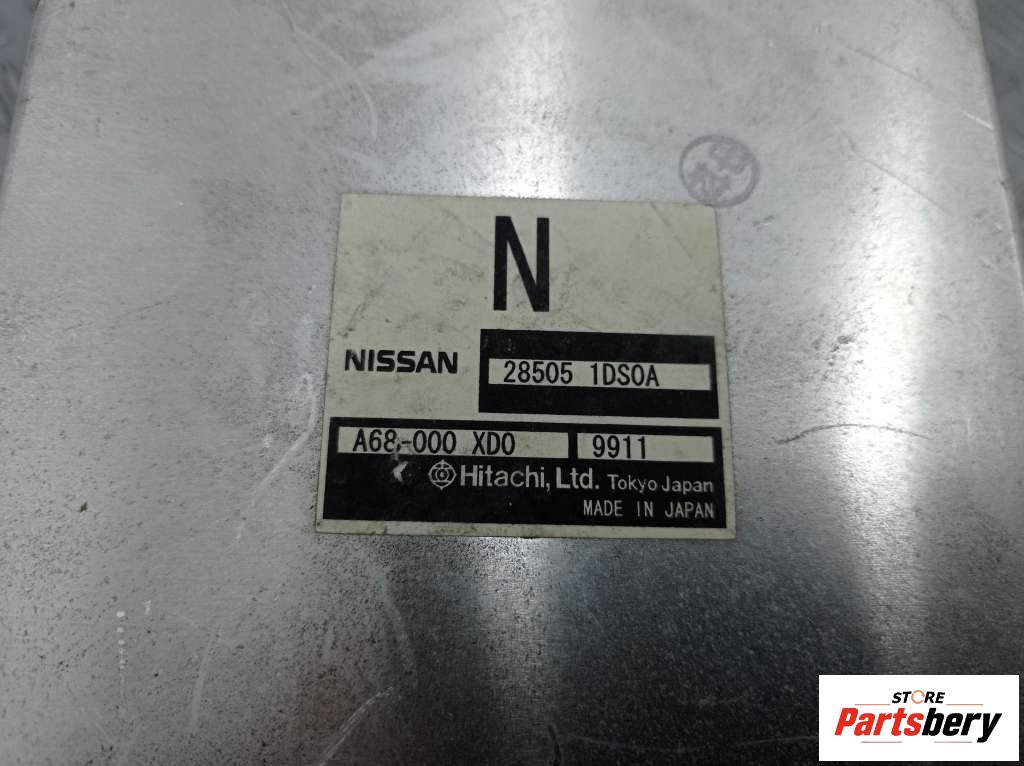 N
NISSAN
28505 1DS0A
A68-000 XD0
9911
Hitachi, Ltd. Tokyo Japan
MADE IN JAPAN
STORE
Partsbery